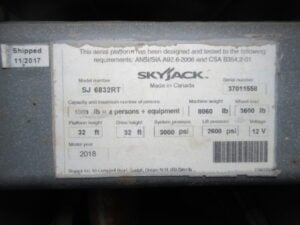 This aerial platform has been designed and tested to the following
requirements: ANSI/SIA A92.6-2006 and CSA B354.2-01
Shipped
11/2017
SKYJACK
Made in Canada
Model number
Serial number
SJ 6832RT
37011558
Capacity and maximum number of persons
Machine weight
Wheel load
lb = persons + equipment
8060 lb
lb
Platform height
Drive height
System pressure
Lift pressure
Voltage
32 ft
32 ft
3000 psi
2600 psi
12 V
Model year
2018